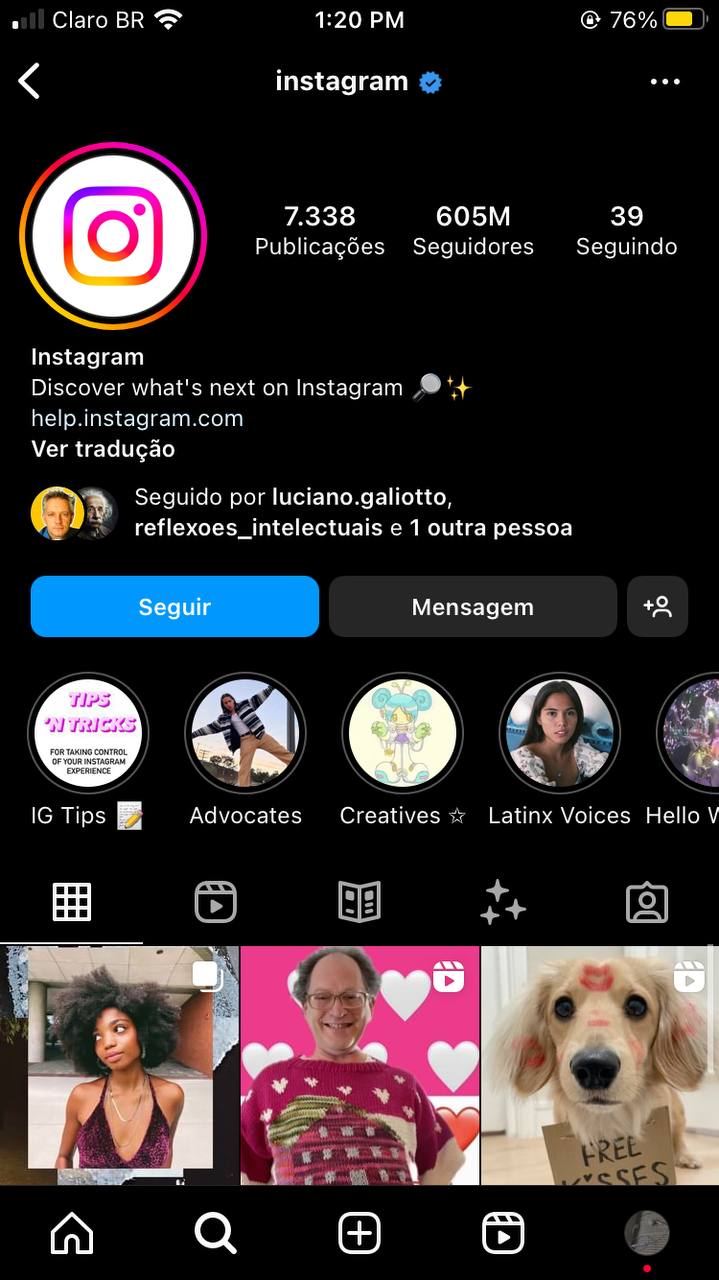 Claro BR
1:20 PM
76%
instagram
7.338
605M
39
Publicações
Seguidores
Seguindo
Instagram
Discover what's next on Instagram 🔎✨
help.instagram.com
Ver tradução
Seguido por luciano.galiotto,
reflexoes_intelectuais e 1 outra pessoa
Seguir
Mensagem
TIPS
'N TRICKS
FOR TAKING CONTROL
OF YOUR INSTAGRAM
EXPERIENCE
IG Tips 📝
Advocates
Creatives ☆
Latinx Voices
Hello
FREE
KISSES